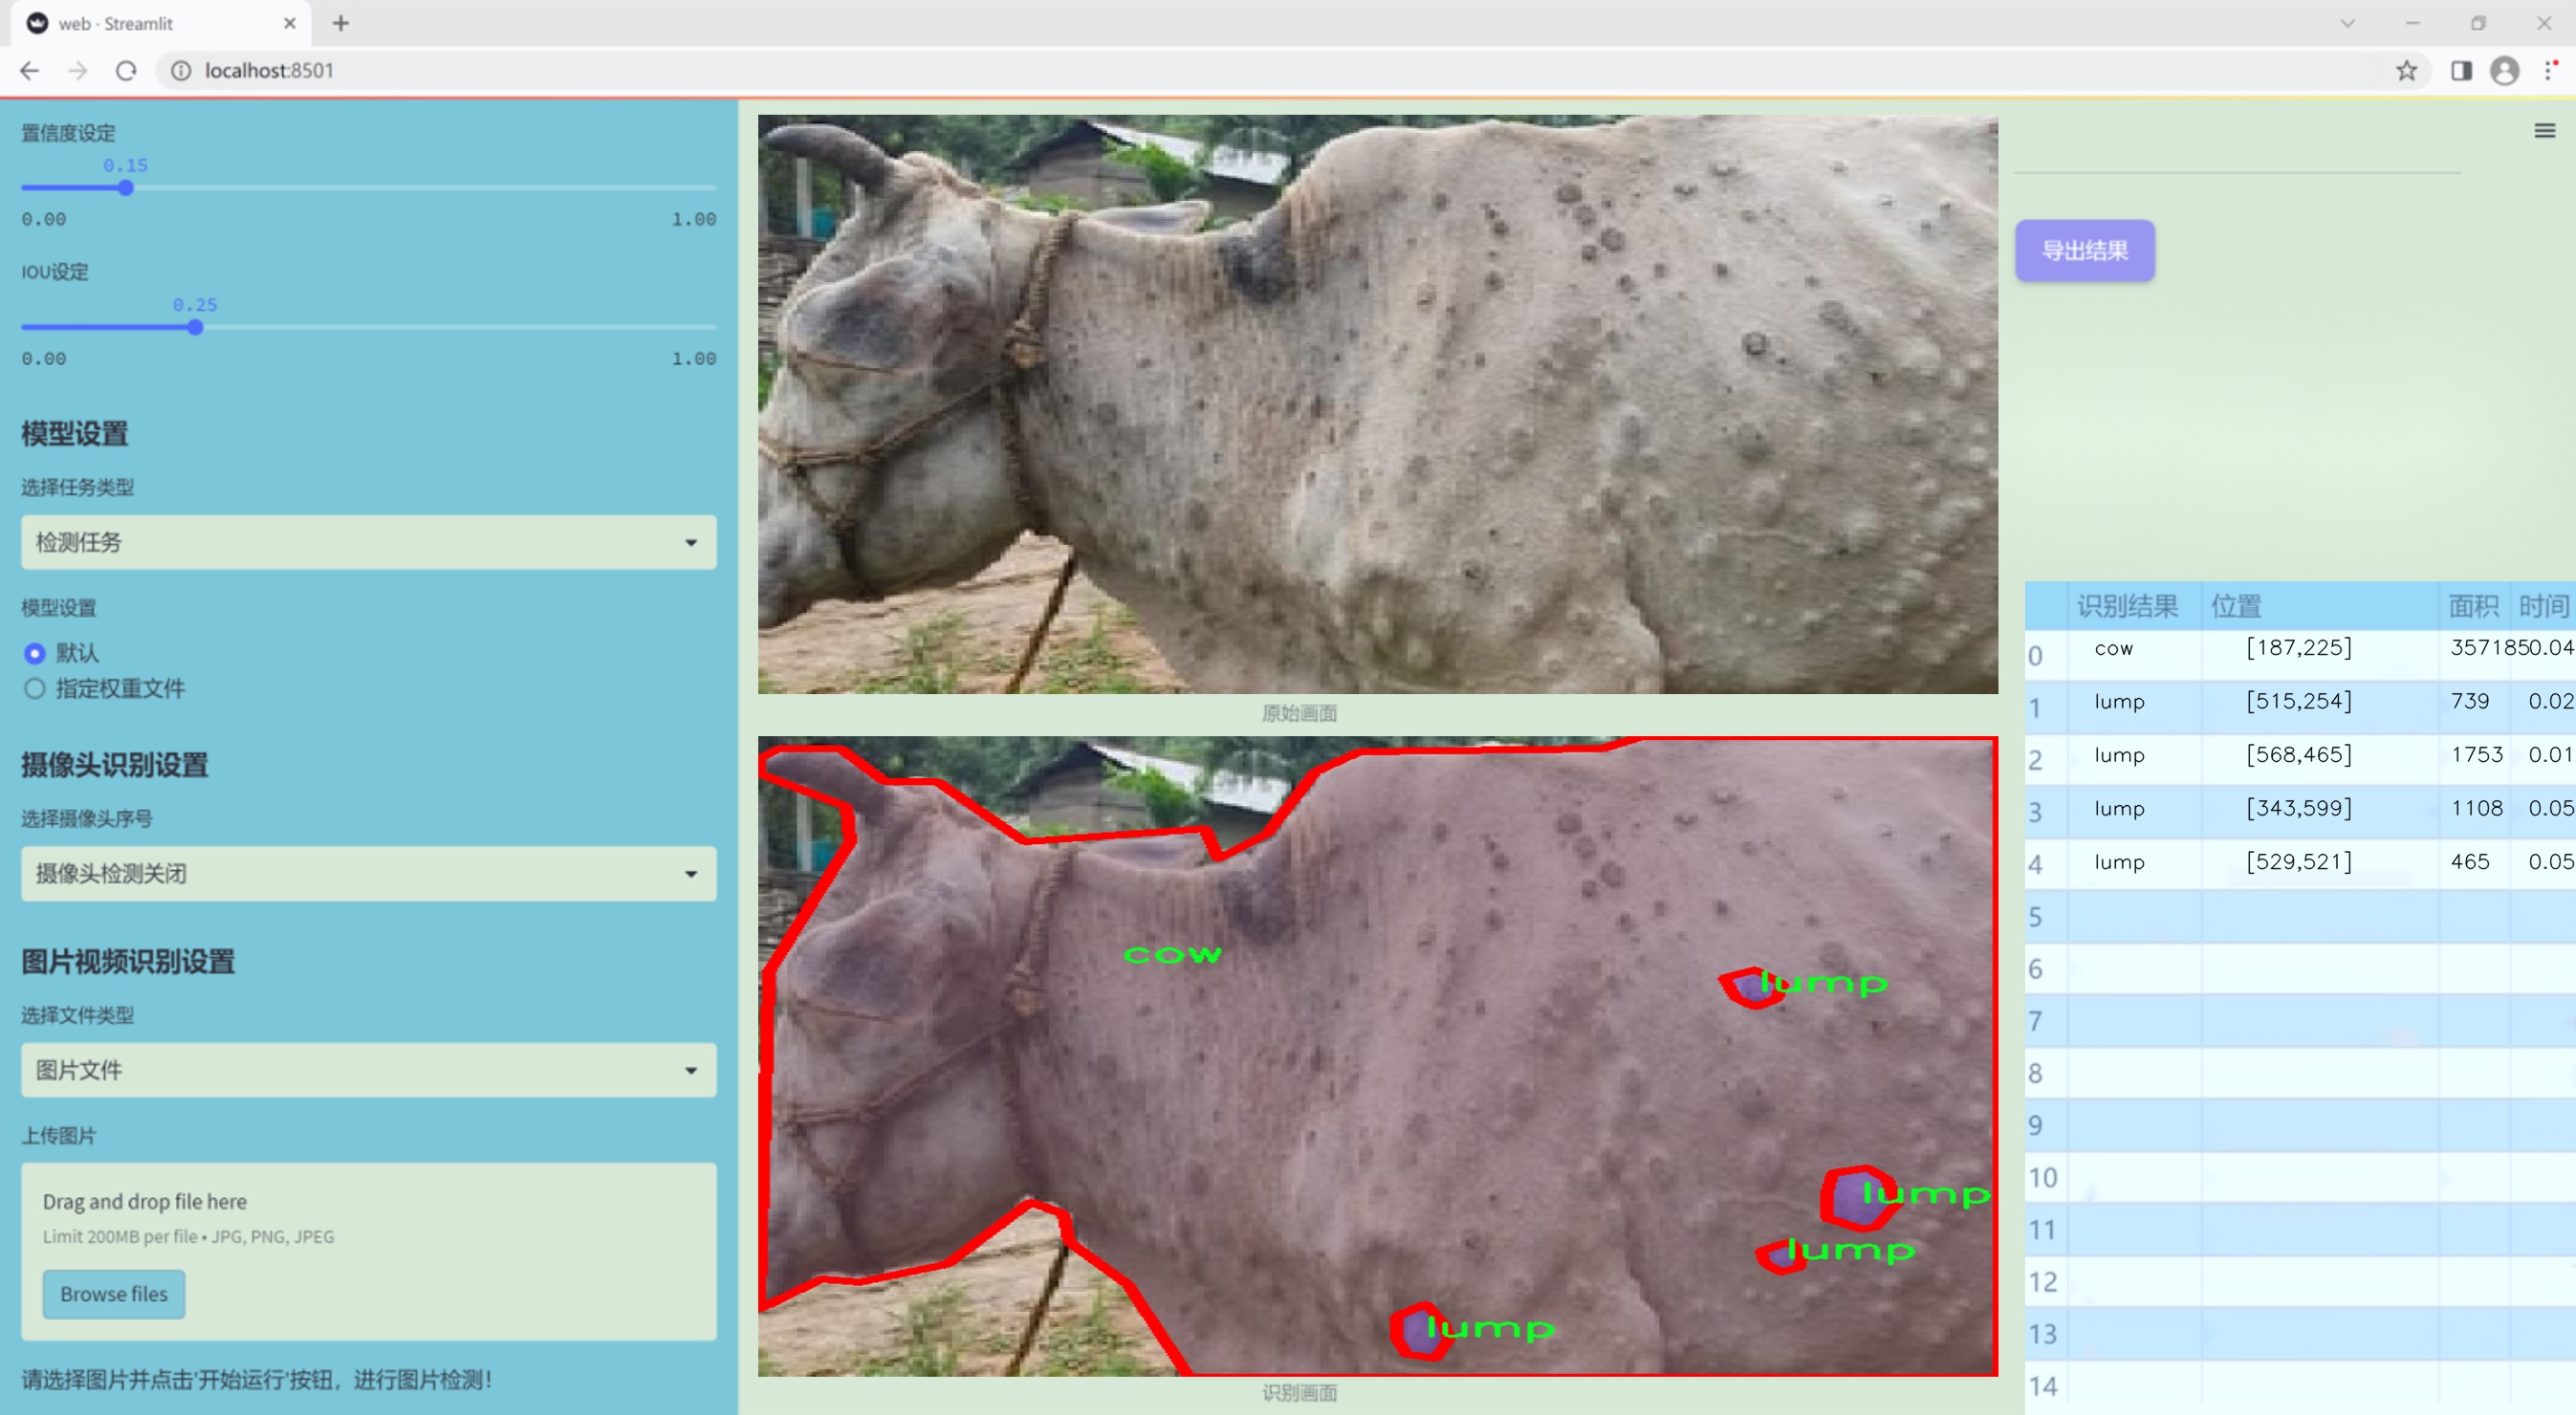 web · Streamlit
localhost:8501
置信度设定
0.15
0.00 1.00
IOU设定
0.25
0.00 1.00
模型设置
选择任务类型
检测任务
模型设置
默认
指定权重文件
摄像头识别设置
选择摄像头序号
摄像头检测关闭
图片视频识别设置
选择文件类型
图片文件
上传图片
Drag and drop file here
Limit 200MB per file • JPG, PNG, JPEG
Browse files
请选择图片并点击'开始运行'按钮，进行图片检测！
原始画面
cow
lump
lump
lump
lump
识别画面
导出结果
识别结果 位置 面积 时间
0 cow [187,225] 3571850.04
1 lump [515,254] 739 0.02
2 lump [568,465] 1753 0.01
3 lump [343,599] 1108 0.05
4 lump [529,521] 465 0.05
5
6
7
8
9
10
11
12
13
14